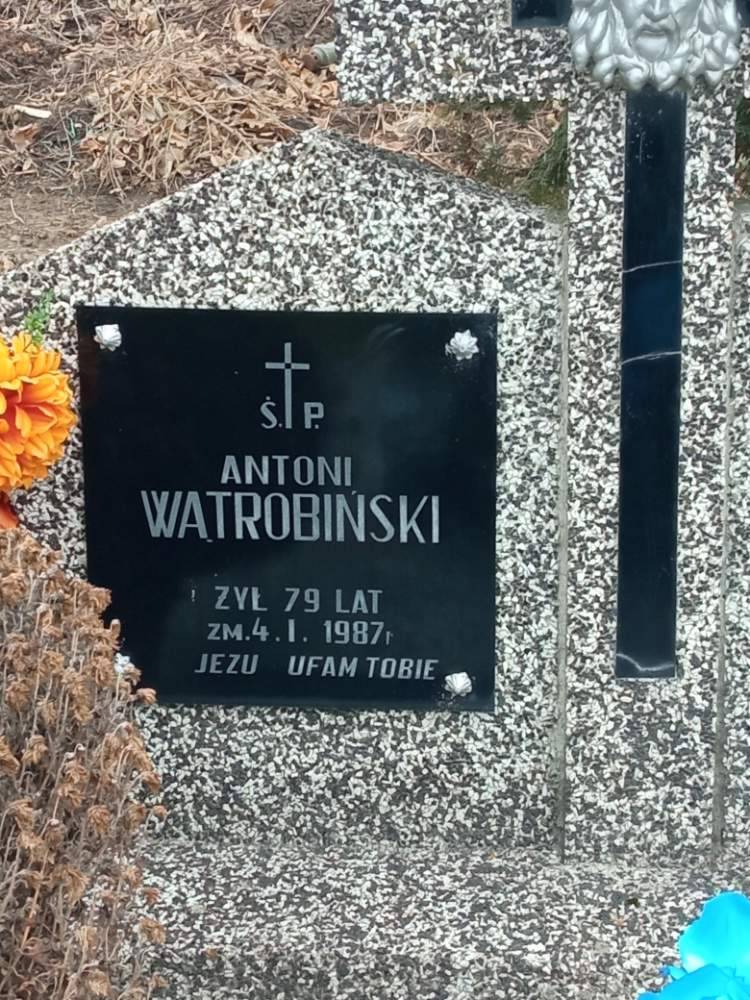 Ś. P.
ANTONI
WĄTROBIŃSKI
ŻYŁ 79 LAT
ZM. 4. I. 1987r
JEZU UFAM TOBIE